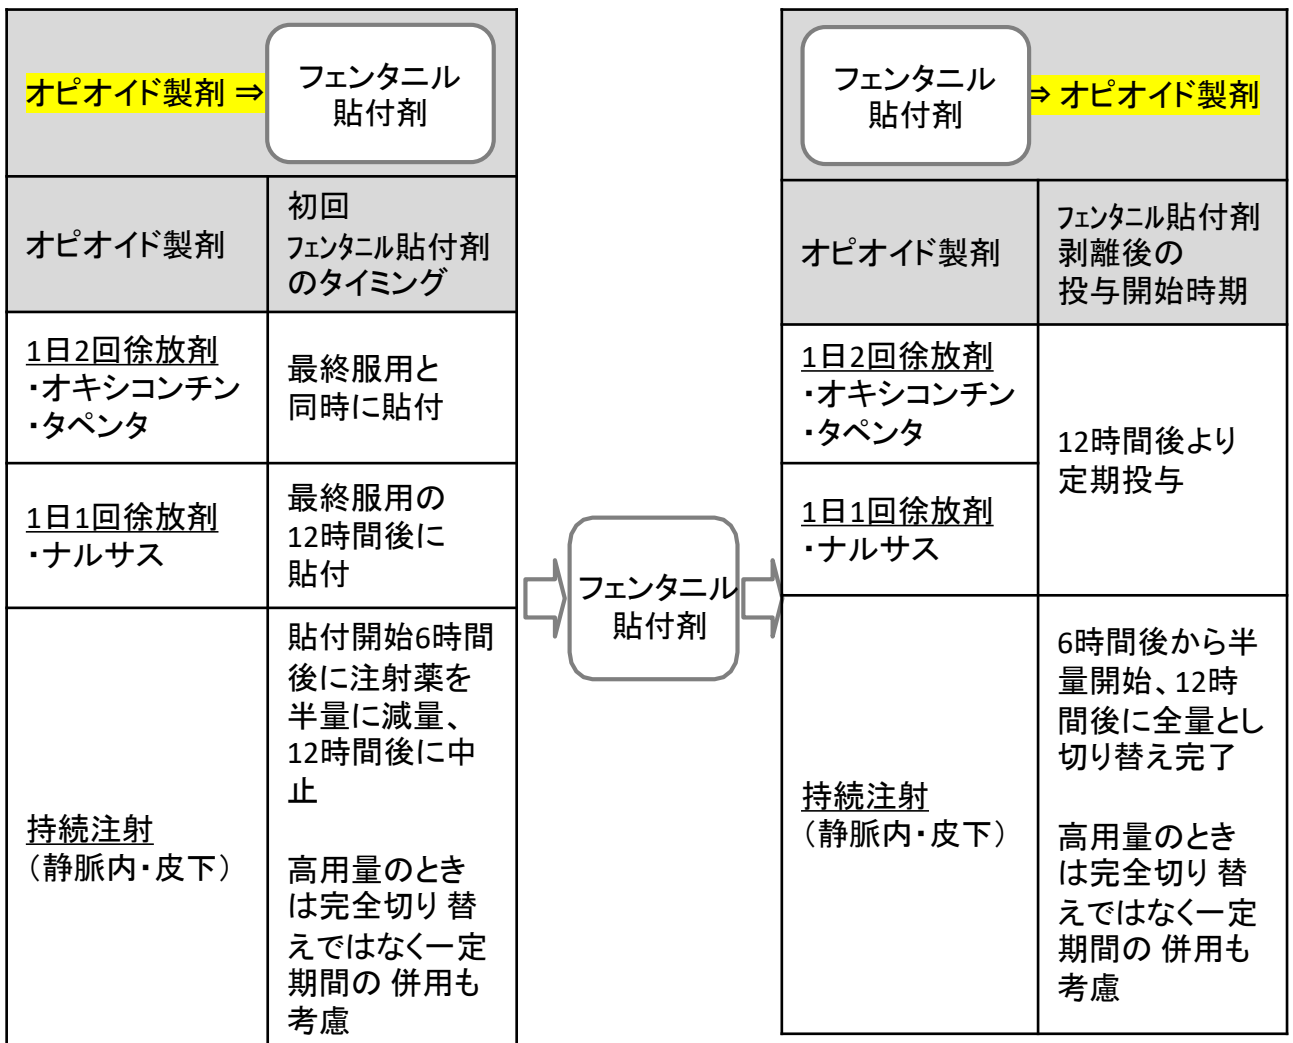 オピオイド製剤 ⇒
フェンタニル
貼付剤
オピオイド製剤
初回
フェンタニル貼付剤
のタイミング
1日2回徐放剤
・オキシコンチン
・タペンタ
最終服用と
同時に貼付
1日1回徐放剤
・ナルサス
最終服用の
12時間後に
貼付
持続注射
（静脈内・皮下）
貼付開始6時間
後に注射薬を
半量に減量、
12時間後に中
止
高用量のとき
は完全切り 替
えではなく一定
期間の 併用も
考慮
フェンタニル
貼付剤
フェンタニル
貼付剤
⇒ オピオイド製剤
オピオイド製剤
フェンタニル貼付剤
剥離後の
投与開始時期
1日2回徐放剤
・オキシコンチン
・タペンタ
1日1回徐放剤
・ナルサス
12時間後より
定期投与
持続注射
（静脈内・皮下）
6時間後から半
量開始、12時
間後に全量とし
切り替え完了
高用量のとき
は完全切り 替
えではなく一定
期間の 併用も
考慮